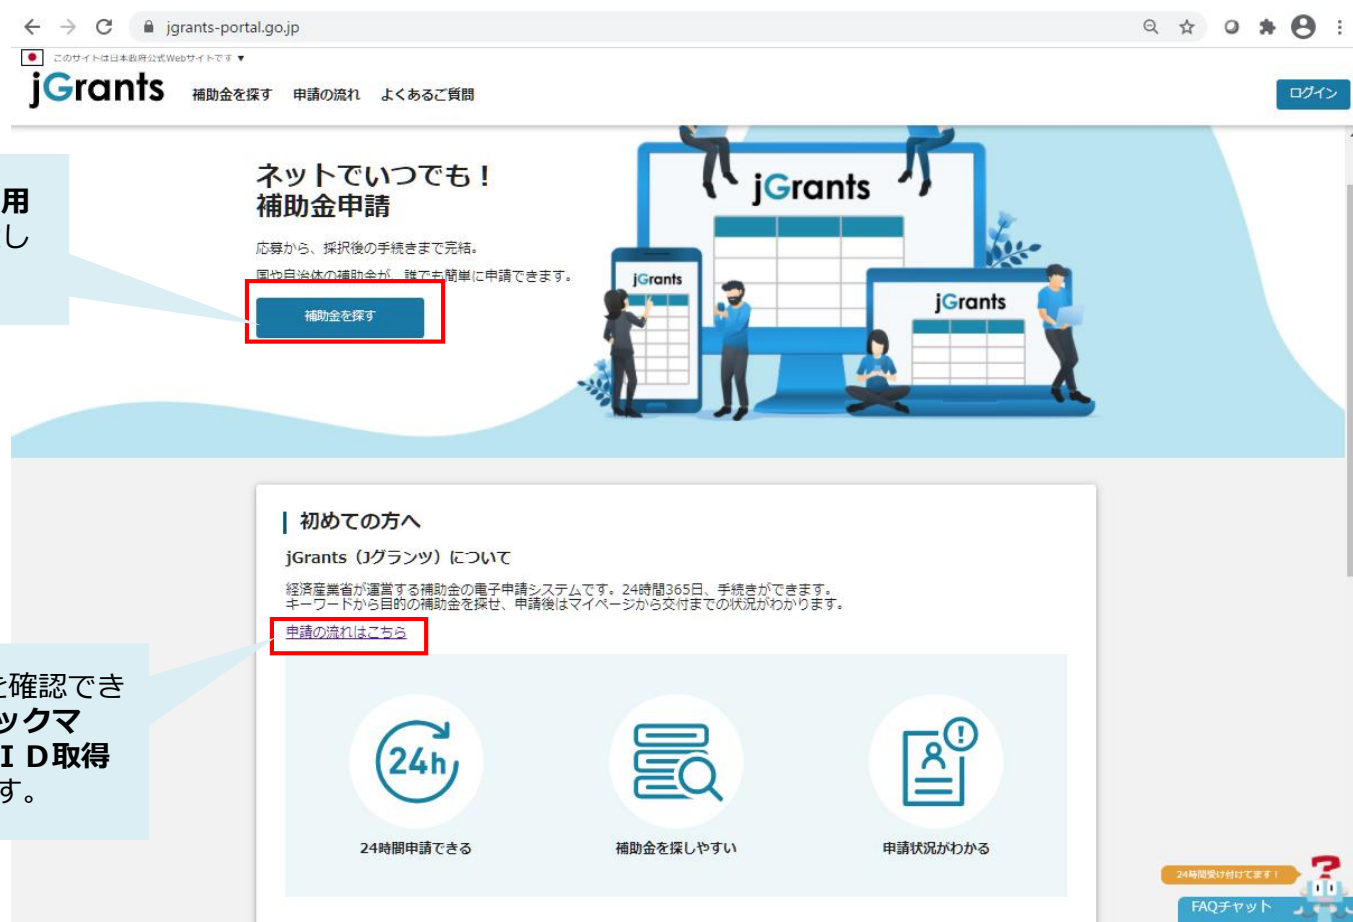 jgrants-portal.go.jp
このサイトは日本政府公式Webサイトです ▼
jGrants 補助金を探す 申請の流れ よくあるご質問
ログイン
用
し
ネットでいつでも！
補助金申請
応募から、採択後の手続きまで完結。
国や自治体の補助金が、誰でも簡単に申請できます。
補助金を探す
jGrants
jGrants
jGrants
初めての方へ
jGrants（Jグランツ）について
経済産業省が運営する補助金の電子申請システムです。24時間365日、手続きができます。
キーワードから目的の補助金を探せ、申請後はマイページから交付までの状況がわかります。
申請の流れはこちら
を確認でき
ックマ
ＩＤ取得
す。
24h
24時間申請できる
補助金を探しやすい
申請状況がわかる
24時間受け付けてます！
FAQチャット